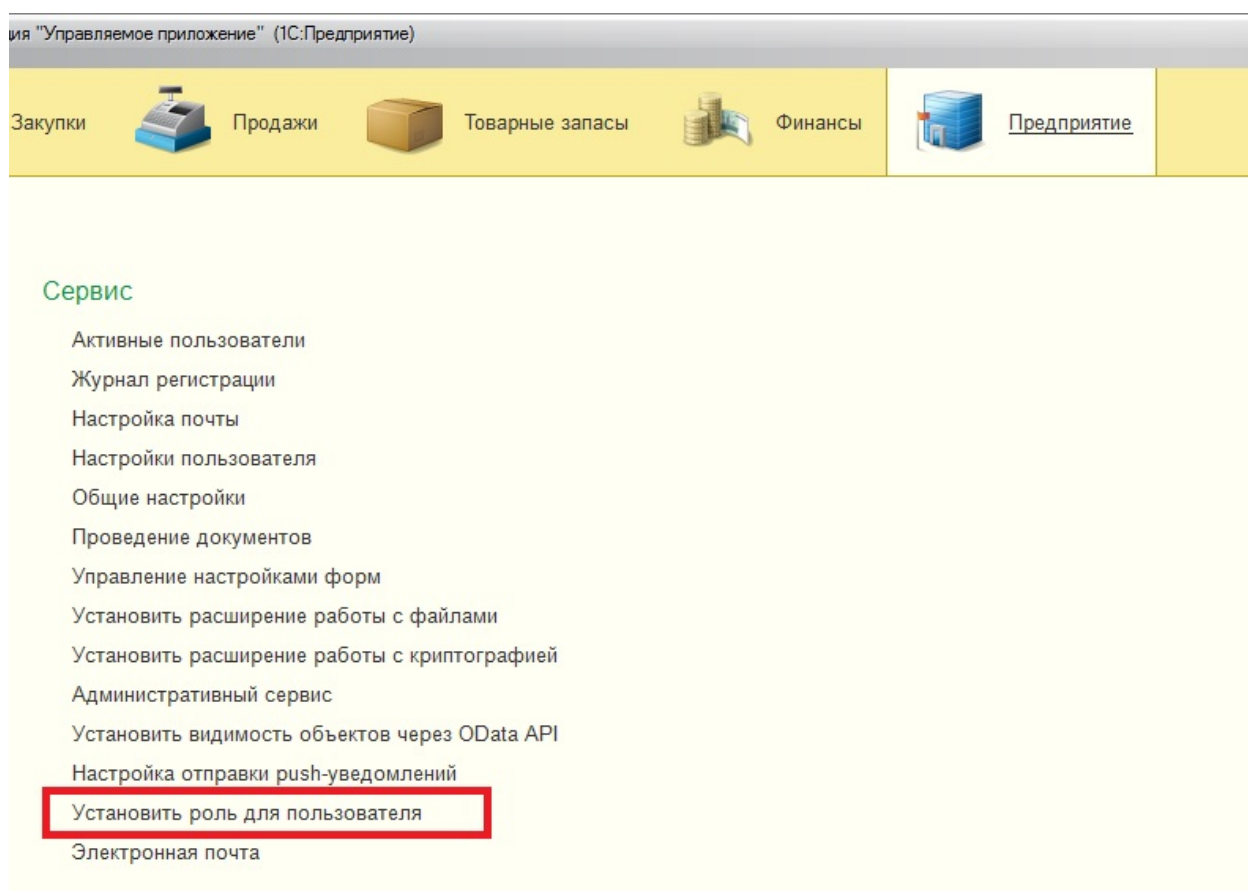 ция "Управляемое приложение" (1С:Предприятие)
Закупки Продажи Товарные запасы Финансы Предприятие
Сервис
Активные пользователи
Журнал регистрации
Настройка почты
Настройки пользователя
Общие настройки
Проведение документов
Управление настройками форм
Установить расширение работы с файлами
Установить расширение работы с криптографией
Административный сервис
Установить видимость объектов через OData API
Настройка отправки push-уведомлений
Установить роль для пользователя
Электронная почта